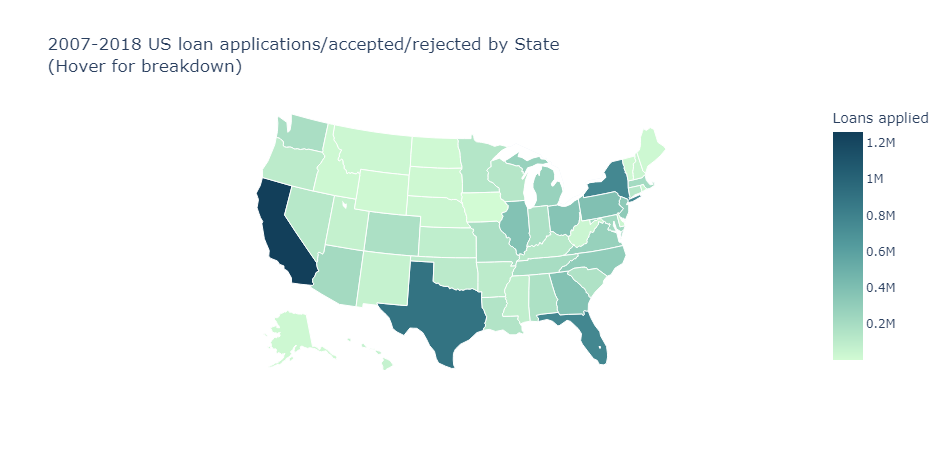 2007-2018 US loan applications/accepted/rejected by State
(Hover for breakdown)
Loans applied
1.2M
1M
0.8M
0.6M
0.4M
0.2M